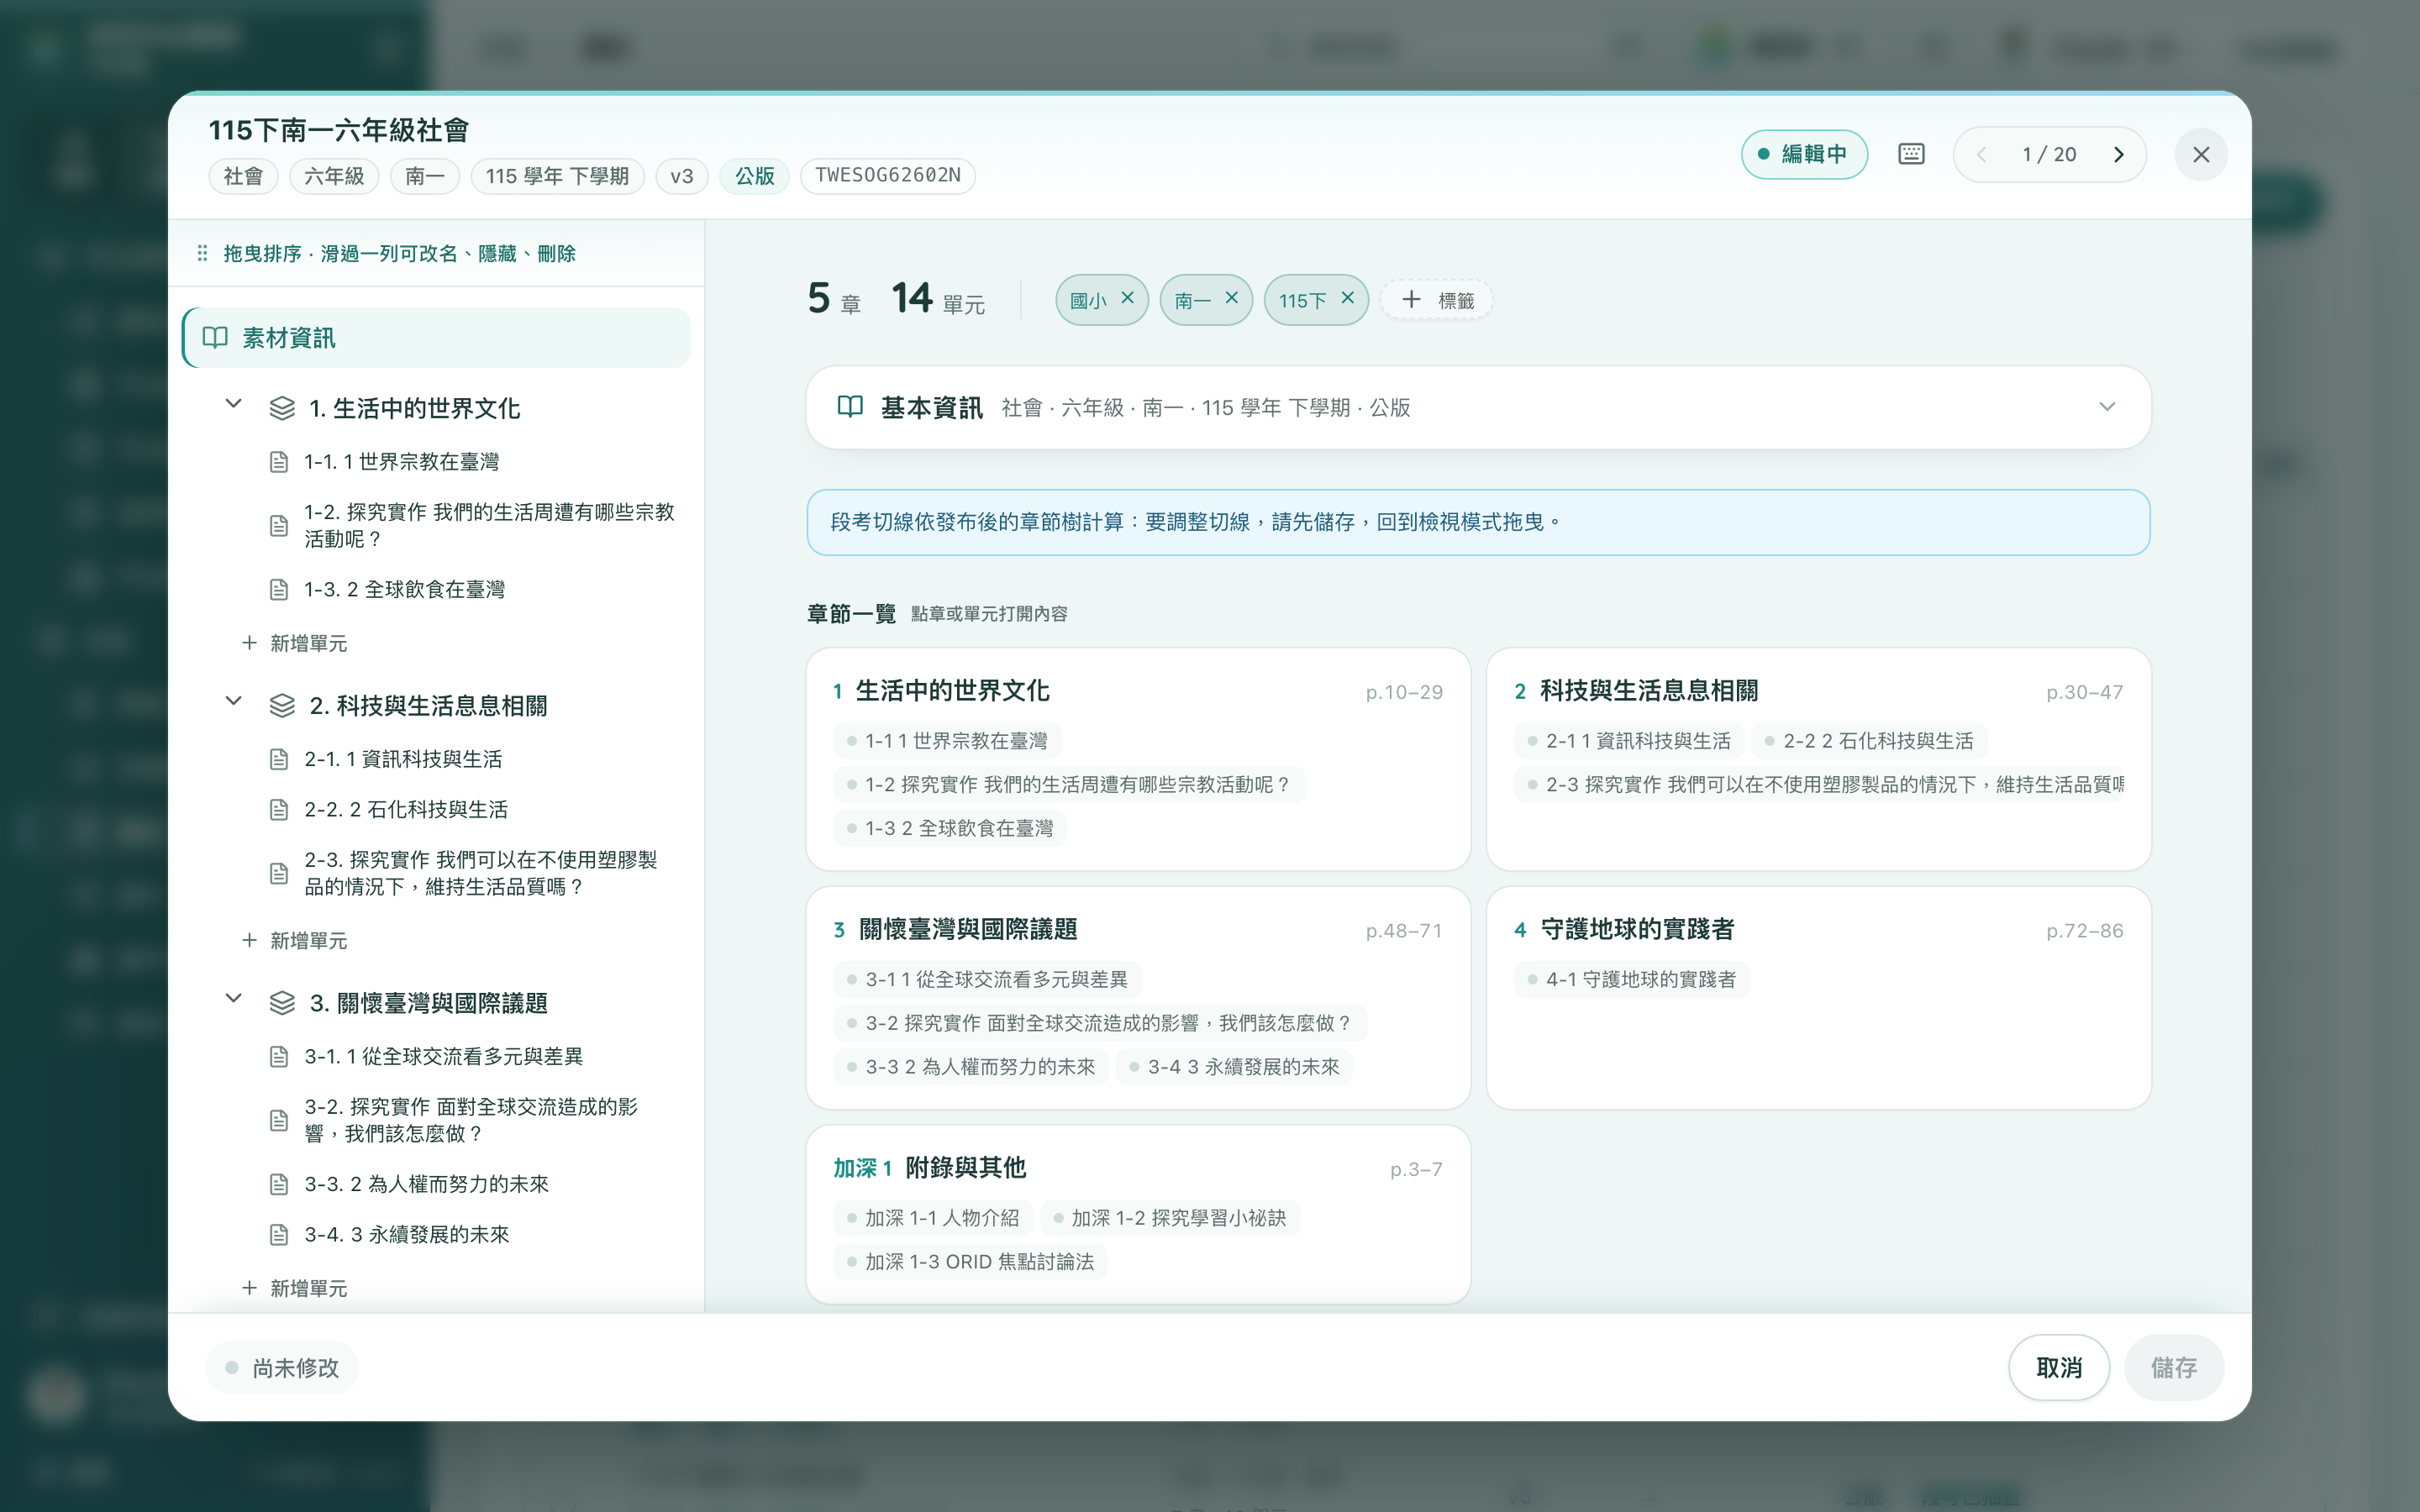 115下南一六年級社會
社會 六年級 南一 115 學年 下學期 v3 公版 TWESOG62602N
編輯中
1 / 20
拖曳排序 · 滑過一列可改名、隱藏、刪除
素材資訊
1. 生活中的世界文化
1-1. 1 世界宗教在臺灣
1-2. 探究實作 我們的生活周遭有哪些宗教
活動呢？
1-3. 2 全球飲食在臺灣
新增單元
2. 科技與生活息息相關
2-1. 1 資訊科技與生活
2-2. 2 石化科技與生活
2-3. 探究實作 我們可以在不使用塑膠製
品的情況下，維持生活品質嗎？
新增單元
3. 關懷臺灣與國際議題
3-1. 1 從全球交流看多元與差異
3-2. 探究實作 面對全球交流造成的影
響，我們該怎麼做？
3-3. 2 為人權而努力的未來
3-4. 3 永續發展的未來
新增單元
5 章 14 單元
國小 南一 115下 標籤
基本資訊 社會 · 六年級 · 南一 · 115 學年 下學期 · 公版
段考切線依發布後的章節樹計算：要調整切線，請先儲存，回到檢視模式拖曳。
章節一覽 點章或單元打開內容
1 生活中的世界文化 p.10–29
1-1 1 世界宗教在臺灣
1-2 探究實作 我們的生活周遭有哪些宗教活動呢？
1-3 2 全球飲食在臺灣
2 科技與生活息息相關 p.30–47
2-1 1 資訊科技與生活 2-2 2 石化科技與生活
2-3 探究實作 我們可以在不使用塑膠製品的情況下，維持生活品質嗎
3 關懷臺灣與國際議題 p.48–71
3-1 1 從全球交流看多元與差異
3-2 探究實作 面對全球交流造成的影響，我們該怎麼做？
3-3 2 為人權而努力的未來 3-4 3 永續發展的未來
4 守護地球的實踐者 p.72–86
4-1 守護地球的實踐者
加深 1 附錄與其他 p.3–7
加深 1-1 人物介紹 加深 1-2 探究學習小祕訣
加深 1-3 ORID 焦點討論法
尚未修改
取消 儲存